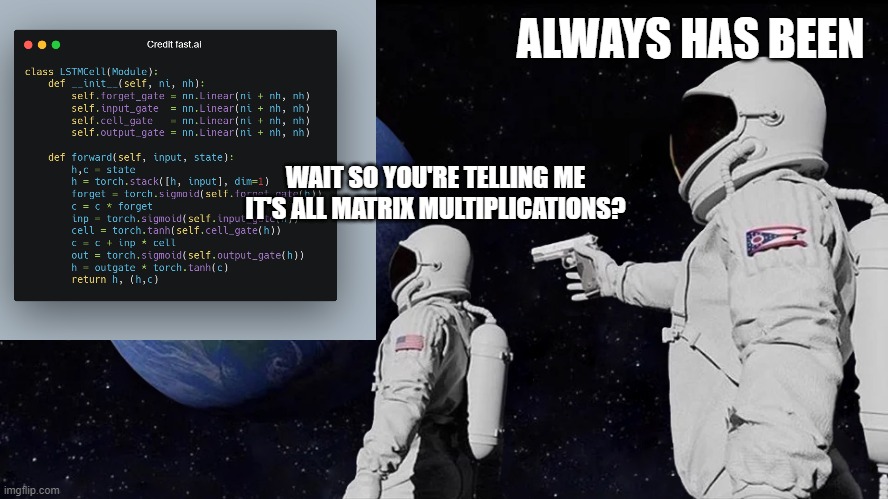 ALWAYS HAS BEEN
Credit fast.ai
class LSTMCell(Module):
    def __init__(self, ni, nh):
        self.forget_gate = nn.Linear(ni + nh, nh)
        self.input_gate  = nn.Linear(ni + nh, nh)
        self.cell_gate   = nn.Linear(ni + nh, nh)
        self.output_gate = nn.Linear(ni + nh, nh)
    def forward(self, input, state):
        h,c = state
        h = torch.stack([h, input], dim=1)
        forget = torch.sigmoid(self.forget_gate(h))
        c = c * forget
        inp = torch.sigmoid(self.input_gate(h))
        cell = torch.tanh(self.cell_gate(h))
        c = c + inp * cell
        out = torch.sigmoid(self.output_gate(h))
        h = outgate * torch.tanh(c)
        return h, (h,c)
WAIT SO YOU'RE TELLING ME
IT'S ALL MATRIX MULTIPLICATIONS?
imgflip.com